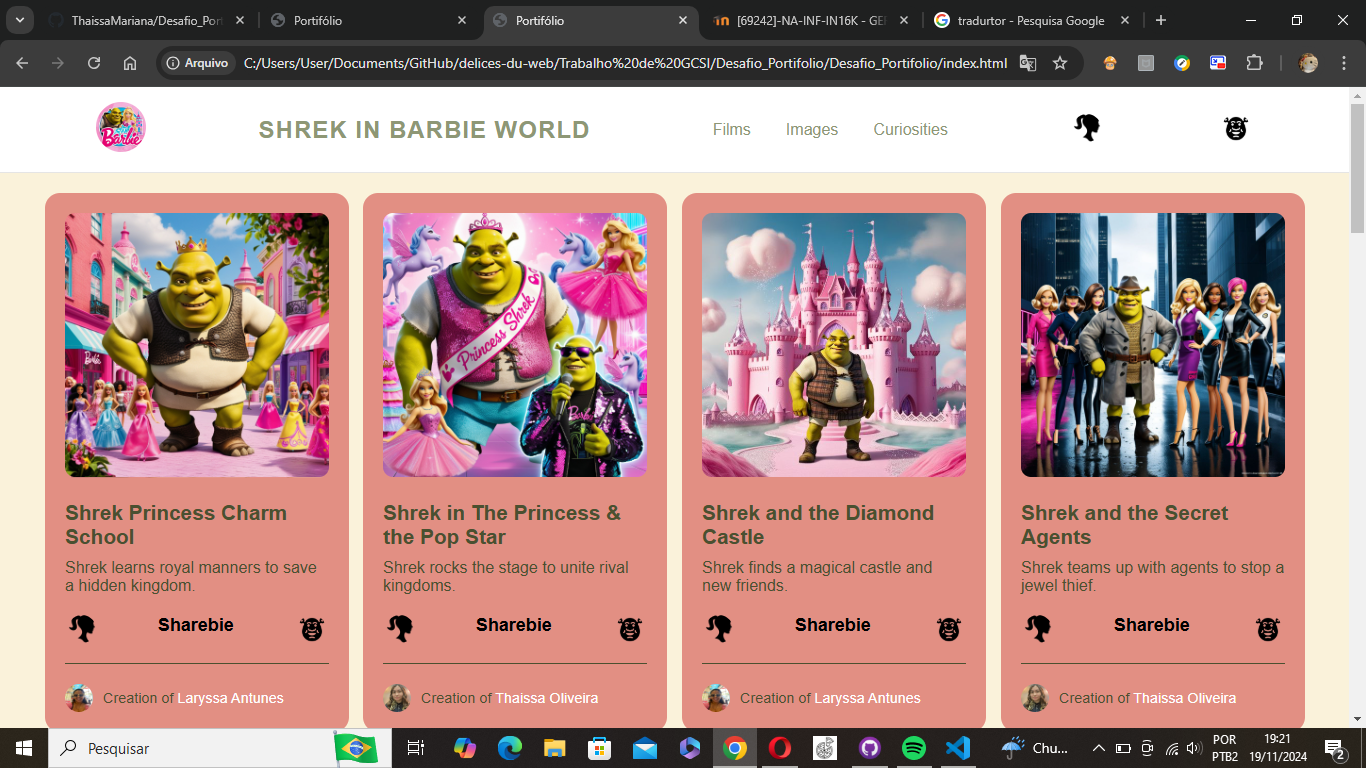 ThaissaMariana/Desafio_Port
Portifólio
Portifólio
[69242]-NA-INF-IN16K - GE
tradurtor - Pesquisa Google
Arquivo
C:/Users/User/Documents/GitHub/delices-du-web/Trabalho%20de%20GCSI/Desafio_Portifolio/Desafio_Portifolio/index.html
Barbie
SHREK IN BARBIE WORLD
Films
Images
Curiosities
Barbie
Princess Shrek
Barbie
Shrek Princess Charm
School
Shrek learns royal manners to save
a hidden kingdom.
Sharebie
Creation of Laryssa Antunes
Shrek in The Princess &
the Pop Star
Shrek rocks the stage to unite rival
kingdoms.
Sharebie
Creation of Thaissa Oliveira
Shrek and the Diamond
Castle
Shrek finds a magical castle and
new friends.
Sharebie
Creation of Laryssa Antunes
Shrek and the Secret
Agents
Shrek teams up with agents to stop a
jewel thief.
Sharebie
Creation of Thaissa Oliveira
Pesquisar
Chu...
POR
PTB2
19:21
19/11/2024
2